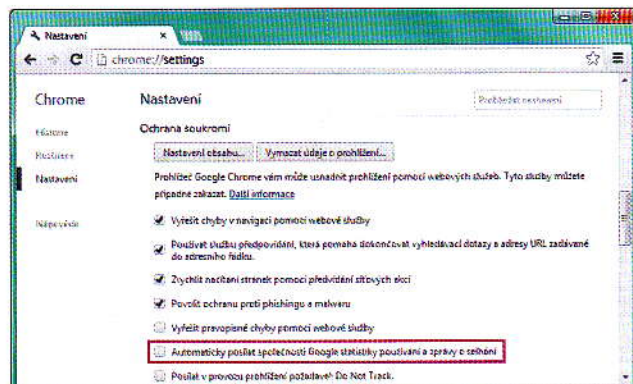 Nastavení
chrome://settings
Chrome
Nastavení
Prohledat nastavení
Historie
Rozšíření
Nastavení
Nápověda
Ochrana soukromí
Nastavení obsahu...
Vymazat údaje o prohlížení...
Prohlížeč Google Chrome vám může usnadnit prohlížení pomocí webových služeb. Tyto služby můžete
případně zakázat. Další informace
Vyřešit chyby v navigaci pomocí webové služby
Používat službu předpovídání, která pomáhá dokončovat vyhledávací dotazy a adresy URL zadávané
do adresního řádku.
Zrychlit načítání stránek pomocí předvídání síťových akcí
Povolit ochranu proti phishingu a malwaru
Vyřešit pravopisné chyby pomocí webové služby
Automaticky posílat společnosti Google statistiky používání a zprávy o selhání
Posílat v provozu prohlížení požadavek Do Not Track.